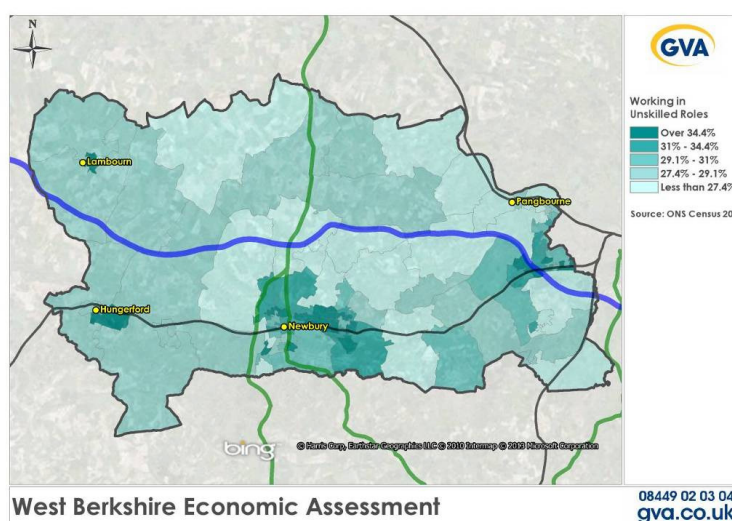 N
GVA
Working in
Unskilled Roles
Over 34.4%
31% - 34.4%
29.1% - 31%
27.4% - 29.1%
Less than 27.4%
Source: ONS Census 20
Lambourn
Pangbourne
Hungerford
Newbury
bing
© Harris Corp, Earthstar Geographics LLC © 2010 Intermap © 2013 Microsoft Corporation
West Berkshire Economic Assessment
08449 02 03 04
gva.co.uk